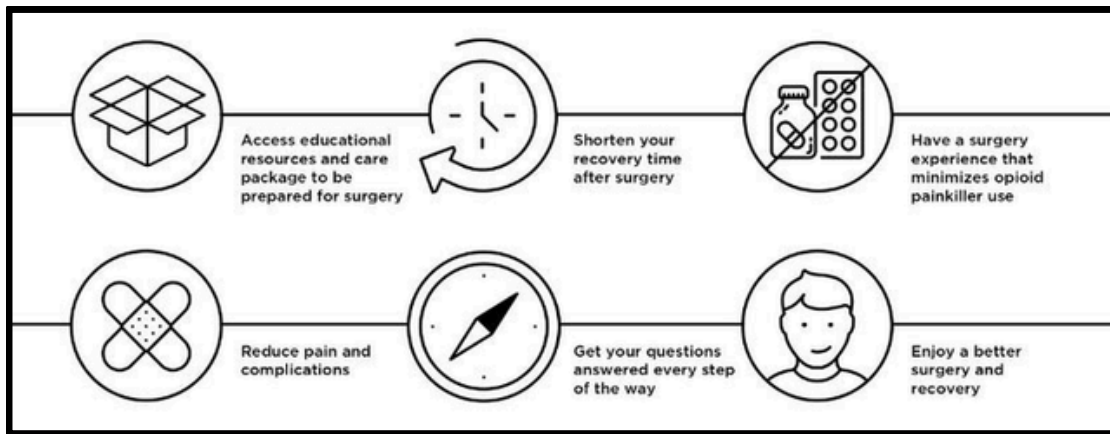 Access educational
resources and care
package to be
prepared for surgery
Shorten your
recovery time
after surgery
Have a surgery
experience that
minimizes opioid
painkiller use
Reduce pain and
complications
Get your questions
answered every step
of the way
Enjoy a better
surgery and
recovery